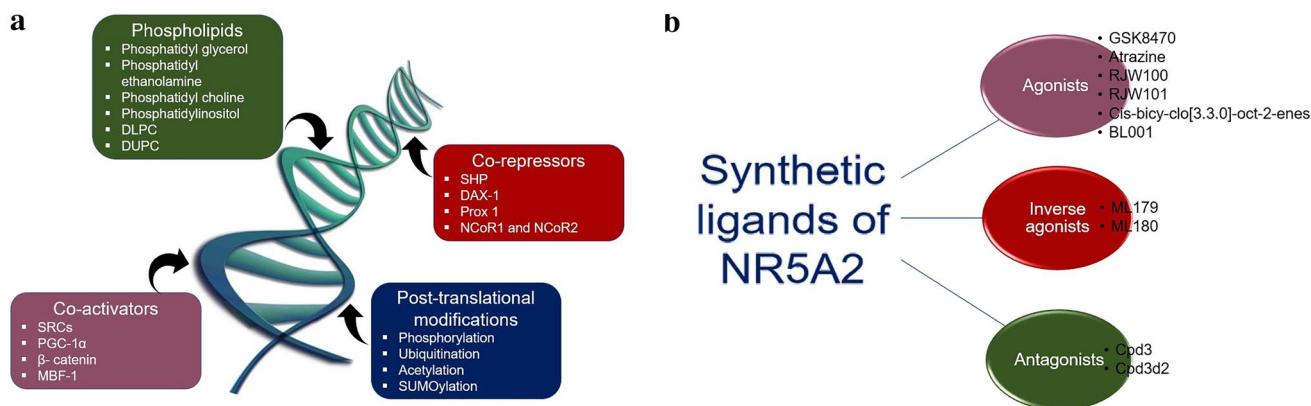 a
Phospholipids
▪ Phosphatidyl glycerol
▪ Phosphatidyl
ethanolamine
▪ Phosphatidyl choline
▪ Phosphatidylinositol
▪ DLPC
▪ DUPC
Co-repressors
▪ SHP
▪ DAX-1
▪ Prox 1
▪ NCoR1 and NCoR2
Co-activators
▪ SRCs
▪ PGC-1α
▪ β- catenin
▪ MBF-1
Post-translational
modifications
▪ Phosphorylation
▪ Ubiquitination
▪ Acetylation
▪ SUMOylation
b
Synthetic
ligands of
NR5A2
Agonists
• GSK8470
• Atrazine
• RJW100
• RJW101
• Cis-bicy-clo[3.3.0]-oct-2-enes
• BL001
Inverse
agonists
• ML179
• ML180
Antagonists
• Cpd3
• Cpd3d2